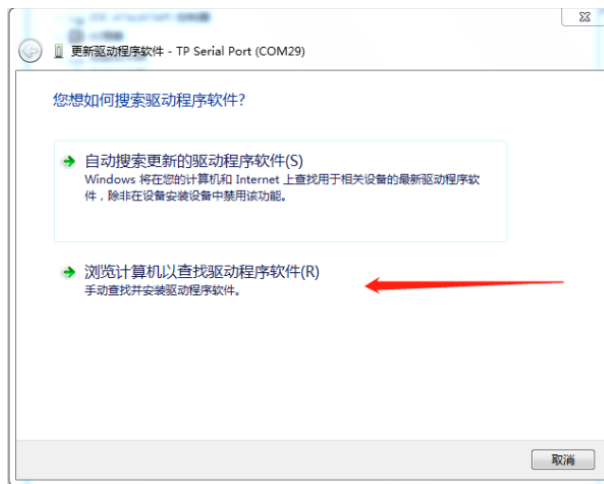 更新驱动程序软件 - TP Serial Port (COM29)
您想如何搜索驱动程序软件?
自动搜索更新的驱动程序软件(S)
Windows 将在您的计算机和 Internet 上查找用于相关设备的最新驱动程序软
件，除非在设备安装设备中禁用该功能。
浏览计算机以查找驱动程序软件(R)
手动查找并安装驱动程序软件。
取消